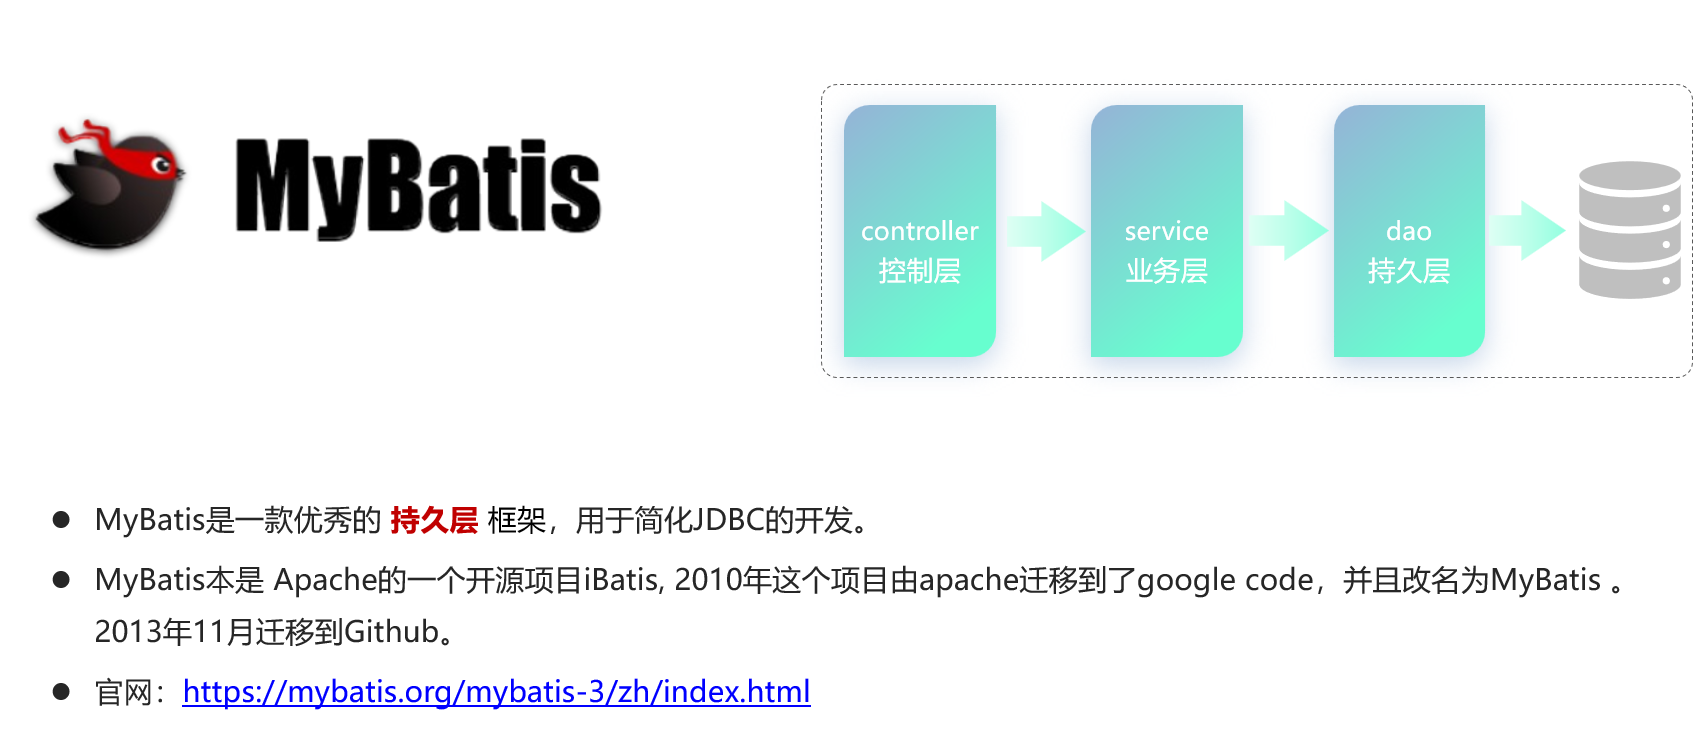 MyBatis
controller
控制层
service
业务层
dao
持久层
MyBatis是一款优秀的 持久层 框架，用于简化JDBC的开发。
MyBatis本是 Apache的一个开源项目iBatis, 2010年这个项目由apache迁移到了google code，并且改名为MyBatis 。
2013年11月迁移到Github。
官网：https://mybatis.org/mybatis-3/zh/index.html